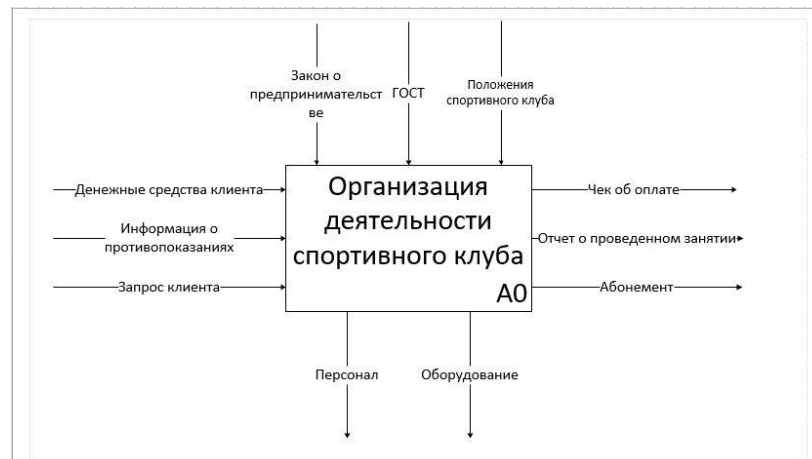 Закон о
предпринимательст
ве
ГОСТ
Положения
спортивного клуба
Денежные средства клиента
Информация о
противопоказаниях
Запрос клиента
Организация
деятельности
спортивного клуба
A0
Чек об оплате
Отчет о проведенном занятии
Абонемент
Персонал
Оборудование